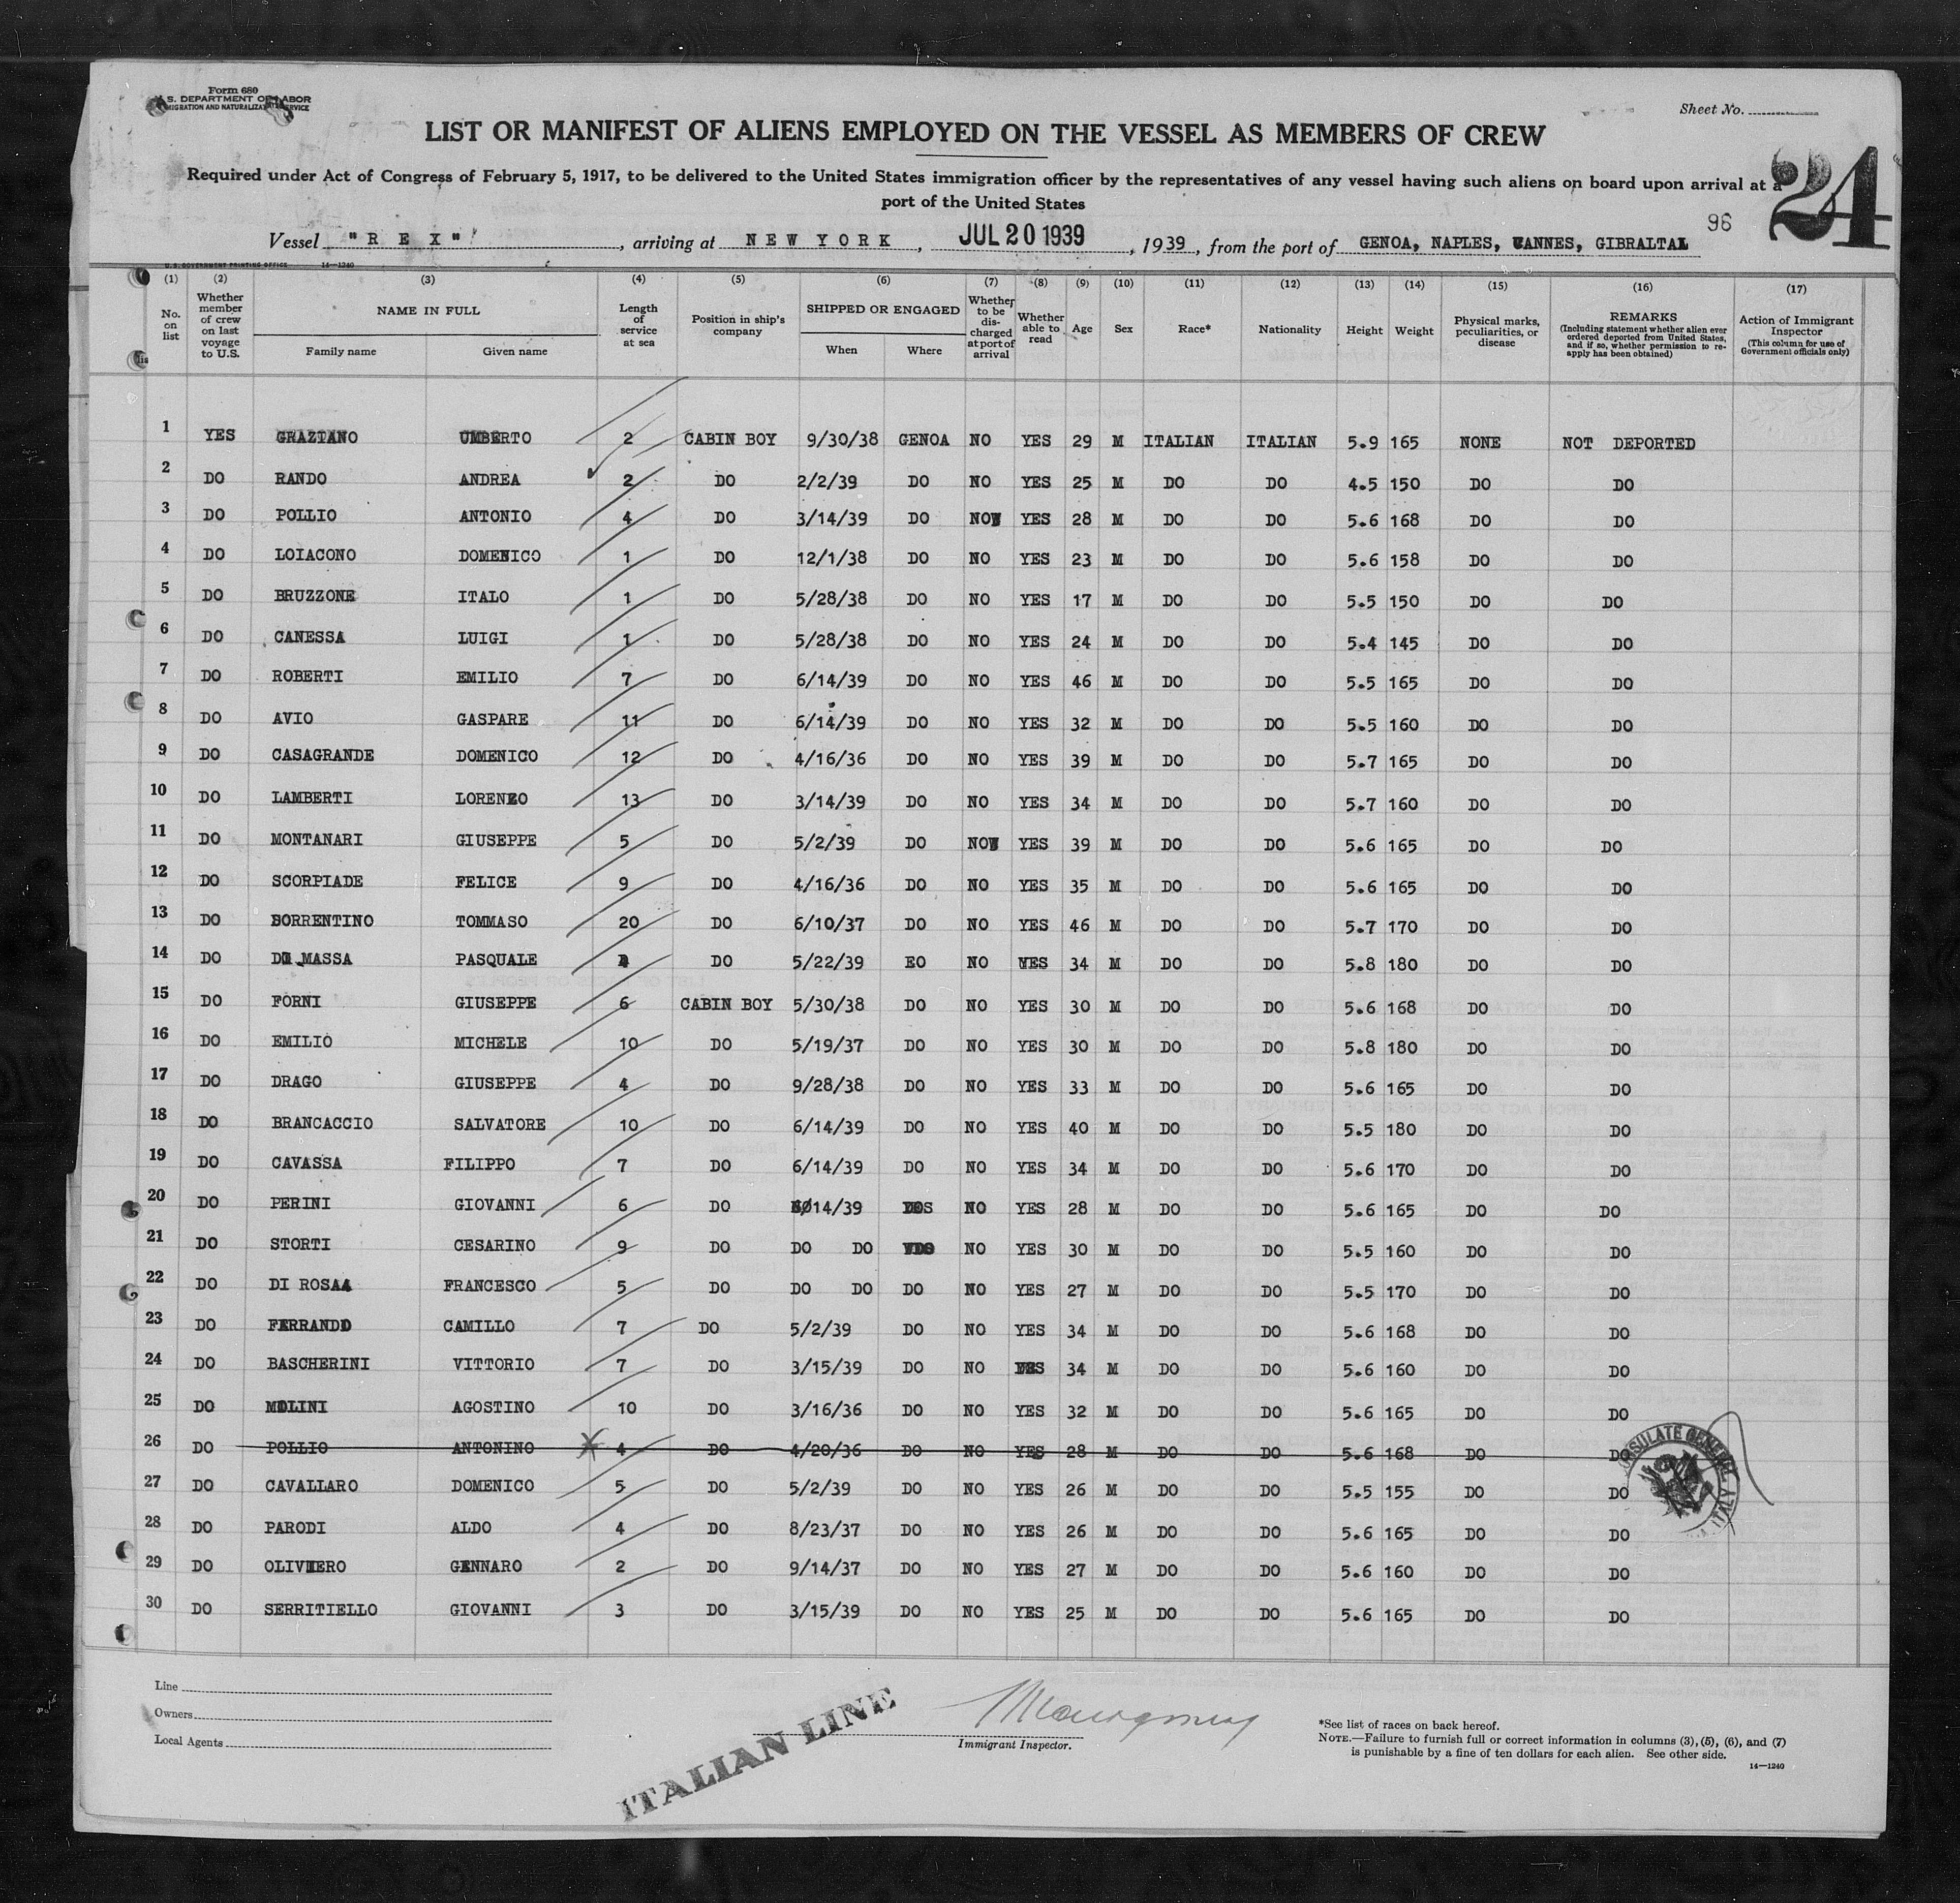 Form 680
U. S. DEPARTMENT OF LABOR
IMMIGRATION AND NATURALIZATION SERVICE
Sheet No.
LIST OR MANIFEST OF ALIENS EMPLOYED ON THE VESSEL AS MEMBERS OF CREW
Required under Act of Congress of February 5, 1917, to be delivered to the United States immigration officer by the representatives of any vessel having such aliens on board upon arrival at a
port of the United States
24
96
Vessel "REX", arriving at NEW YORK, JUL 20 1939, 1939, from the port of GENOA, NAPLES, CANNES, GIBRALTAL
U. S. GOVERNMENT PRINTING OFFICE 14—1240
(1) (2) (3) (4) (5) (6) (7) (8) (9) (10) (11) (12) (13) (14) (15) (16) (17)
No. on list
Whether member of crew on last voyage to U.S.
NAME IN FULL
Family name Given name
Length of service at sea
Position in ship's company
SHIPPED OR ENGAGED
When Where
Whether to be discharged at port of arrival
Whether able to read
Age
Sex
Race*
Nationality
Height
Weight
Physical marks, peculiarities, or disease
REMARKS
(Including statement whether alien ever ordered deported from United States, and if so, whether permission to reapply has been obtained)
Action of Immigrant Inspector
(This column for use of Government officials only)
1 YES GRAZIANO UMBERTO 2 CABIN BOY 9/30/38 GENOA NO YES 29 M ITALIAN ITALIAN 5.9 165 NONE NOT DEPORTED
2 DO RANDO ANDREA 2 DO 2/2/39 DO NO YES 25 M DO DO 4.5 150 DO DO
3 DO POLLIO ANTONIO 4 DO 3/14/39 DO NO YES 28 M DO DO 5.6 168 DO DO
4 DO LOIACONO DOMENICO 1 DO 12/1/38 DO NO YES 23 M DO DO 5.6 158 DO DO
5 DO BRUZZONE ITALO 1 DO 5/28/38 DO NO YES 17 M DO DO 5.5 150 DO DO
6 DO CANESSA LUIGI 1 DO 5/28/38 DO NO YES 24 M DO DO 5.4 145 DO DO
7 DO ROBERTI EMILIO 7 DO 6/14/39 DO NO YES 46 M DO DO 5.5 165 DO DO
8 DO AVIO GASPARE 11 DO 6/14/39 DO NO YES 32 M DO DO 5.5 160 DO DO
9 DO CASAGRANDE DOMENICO 12 DO 4/16/36 DO NO YES 39 M DO DO 5.7 165 DO DO
10 DO LAMBERTI LORENZO 13 DO 3/14/39 DO NO YES 34 M DO DO 5.7 160 DO DO
11 DO MONTANARI GIUSEPPE 5 DO 5/2/39 DO NO YES 39 M DO DO 5.6 165 DO DO
12 DO SCORPIADE FELICE 9 DO 4/16/36 DO NO YES 35 M DO DO 5.6 165 DO DO
13 DO SORRENTINO TOMMASO 20 DO 6/10/37 DO NO YES 46 M DO DO 5.7 170 DO DO
14 DO DI MASSA PASQUALE DO 5/22/39 EO NO YES 34 M DO DO 5.8 180 DO DO
15 DO FORNI GIUSEPPE 6 CABIN BOY 5/30/38 DO NO YES 30 M DO DO 5.6 168 DO DO
16 DO EMILIO MICHELE 10 DO 5/19/37 DO NO YES 30 M DO DO 5.8 180 DO DO
17 DO DRAGO GIUSEPPE 4 DO 9/28/38 DO NO YES 33 M DO DO 5.6 165 DO DO
18 DO BRANCACCIO SALVATORE 10 DO 6/14/39 DO NO YES 40 M DO DO 5.5 180 DO DO
19 DO CAVASSA FILIPPO 7 DO 6/14/39 DO NO YES 34 M DO DO 5.6 170 DO DO
20 DO PERINI GIOVANNI 6 DO 6/14/39 DO NO YES 28 M DO DO 5.6 165 DO DO
21 DO STORTI CESARINO 9 DO DO DO DO NO YES 30 M DO DO 5.5 160 DO DO
22 DO DI ROSA FRANCESCO 5 DO DO DO DO NO YES 27 M DO DO 5.5 170 DO DO
23 DO FERRANDO CAMILLO 7 DO 5/2/39 DO NO YES 34 M DO DO 5.6 168 DO DO
24 DO BASCHERINI VITTORIO 7 DO 3/15/39 DO NO YES 34 M DO DO 5.6 160 DO DO
25 DO MOLINI AGOSTINO 10 DO 3/16/36 DO NO YES 32 M DO DO 5.6 165 DO DO
26 DO POLLIO ANTONINO 4 DO 4/20/36 DO NO YES 28 M DO DO 5.6 168 DO DO
27 DO CAVALLARO DOMENICO 5 DO 5/2/39 DO NO YES 26 M DO DO 5.5 155 DO DO
28 DO PARODI ALDO 4 DO 8/23/37 DO NO YES 26 M DO DO 5.6 165 DO DO
29 DO OLIVIERO GENNARO 2 DO 9/14/37 DO NO YES 27 M DO DO 5.6 160 DO DO
30 DO SERRITIELLO GIOVANNI 3 DO 3/15/39 DO NO YES 25 M DO DO 5.6 165 DO DO
Line
Owners
Local Agents
ITALIAN LINE
Immigrant Inspector.
*See list of races on back hereof.
NOTE.—Failure to furnish full or correct information in columns (3), (5), (6), and (7)
is punishable by a fine of ten dollars for each alien. See other side.
14—1240